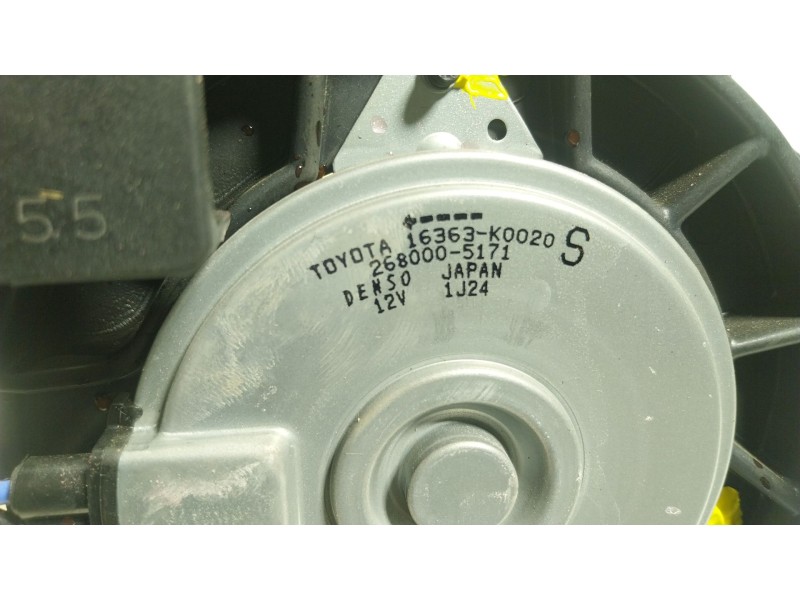 55
TOYOTA 16363-K0020 S
268000-5171
DENSO JAPAN
12V 1J24